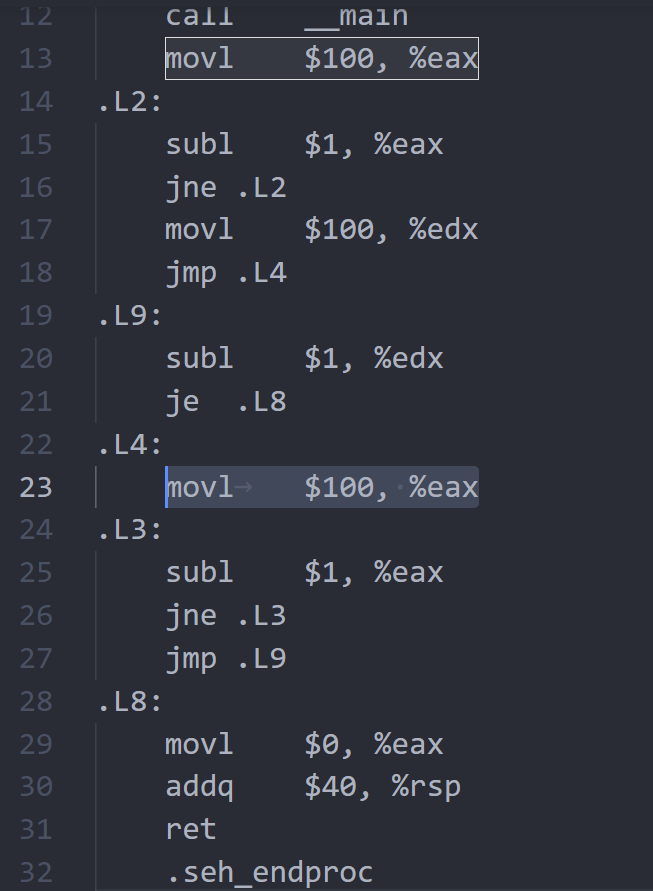 12 call __main
13 movl $100, %eax
14 .L2:
15 subl $1, %eax
16 jne .L2
17 movl $100, %edx
18 jmp .L4
19 .L9:
20 subl $1, %edx
21 je .L8
22 .L4:
23 movl→ $100,·%eax
24 .L3:
25 subl $1, %eax
26 jne .L3
27 jmp .L9
28 .L8:
29 movl $0, %eax
30 addq $40, %rsp
31 ret
32 .seh_endproc